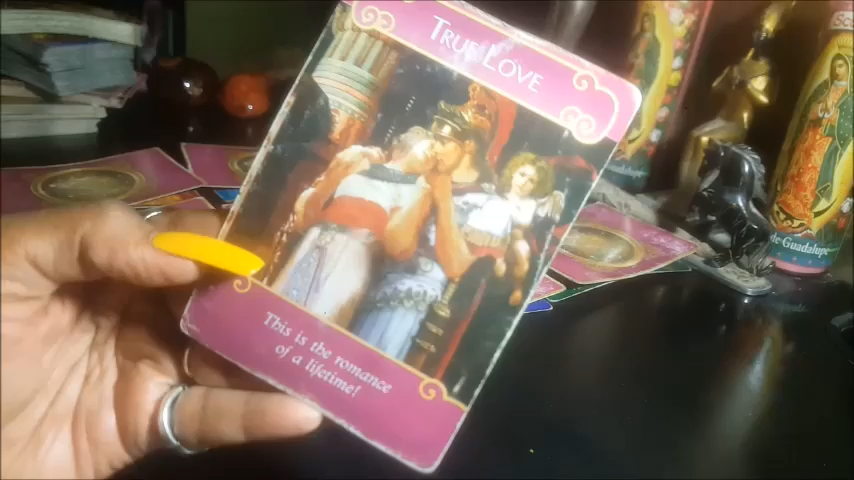 TRUE LOVE
This is the romance
of a lifetime!
de Guadalupe